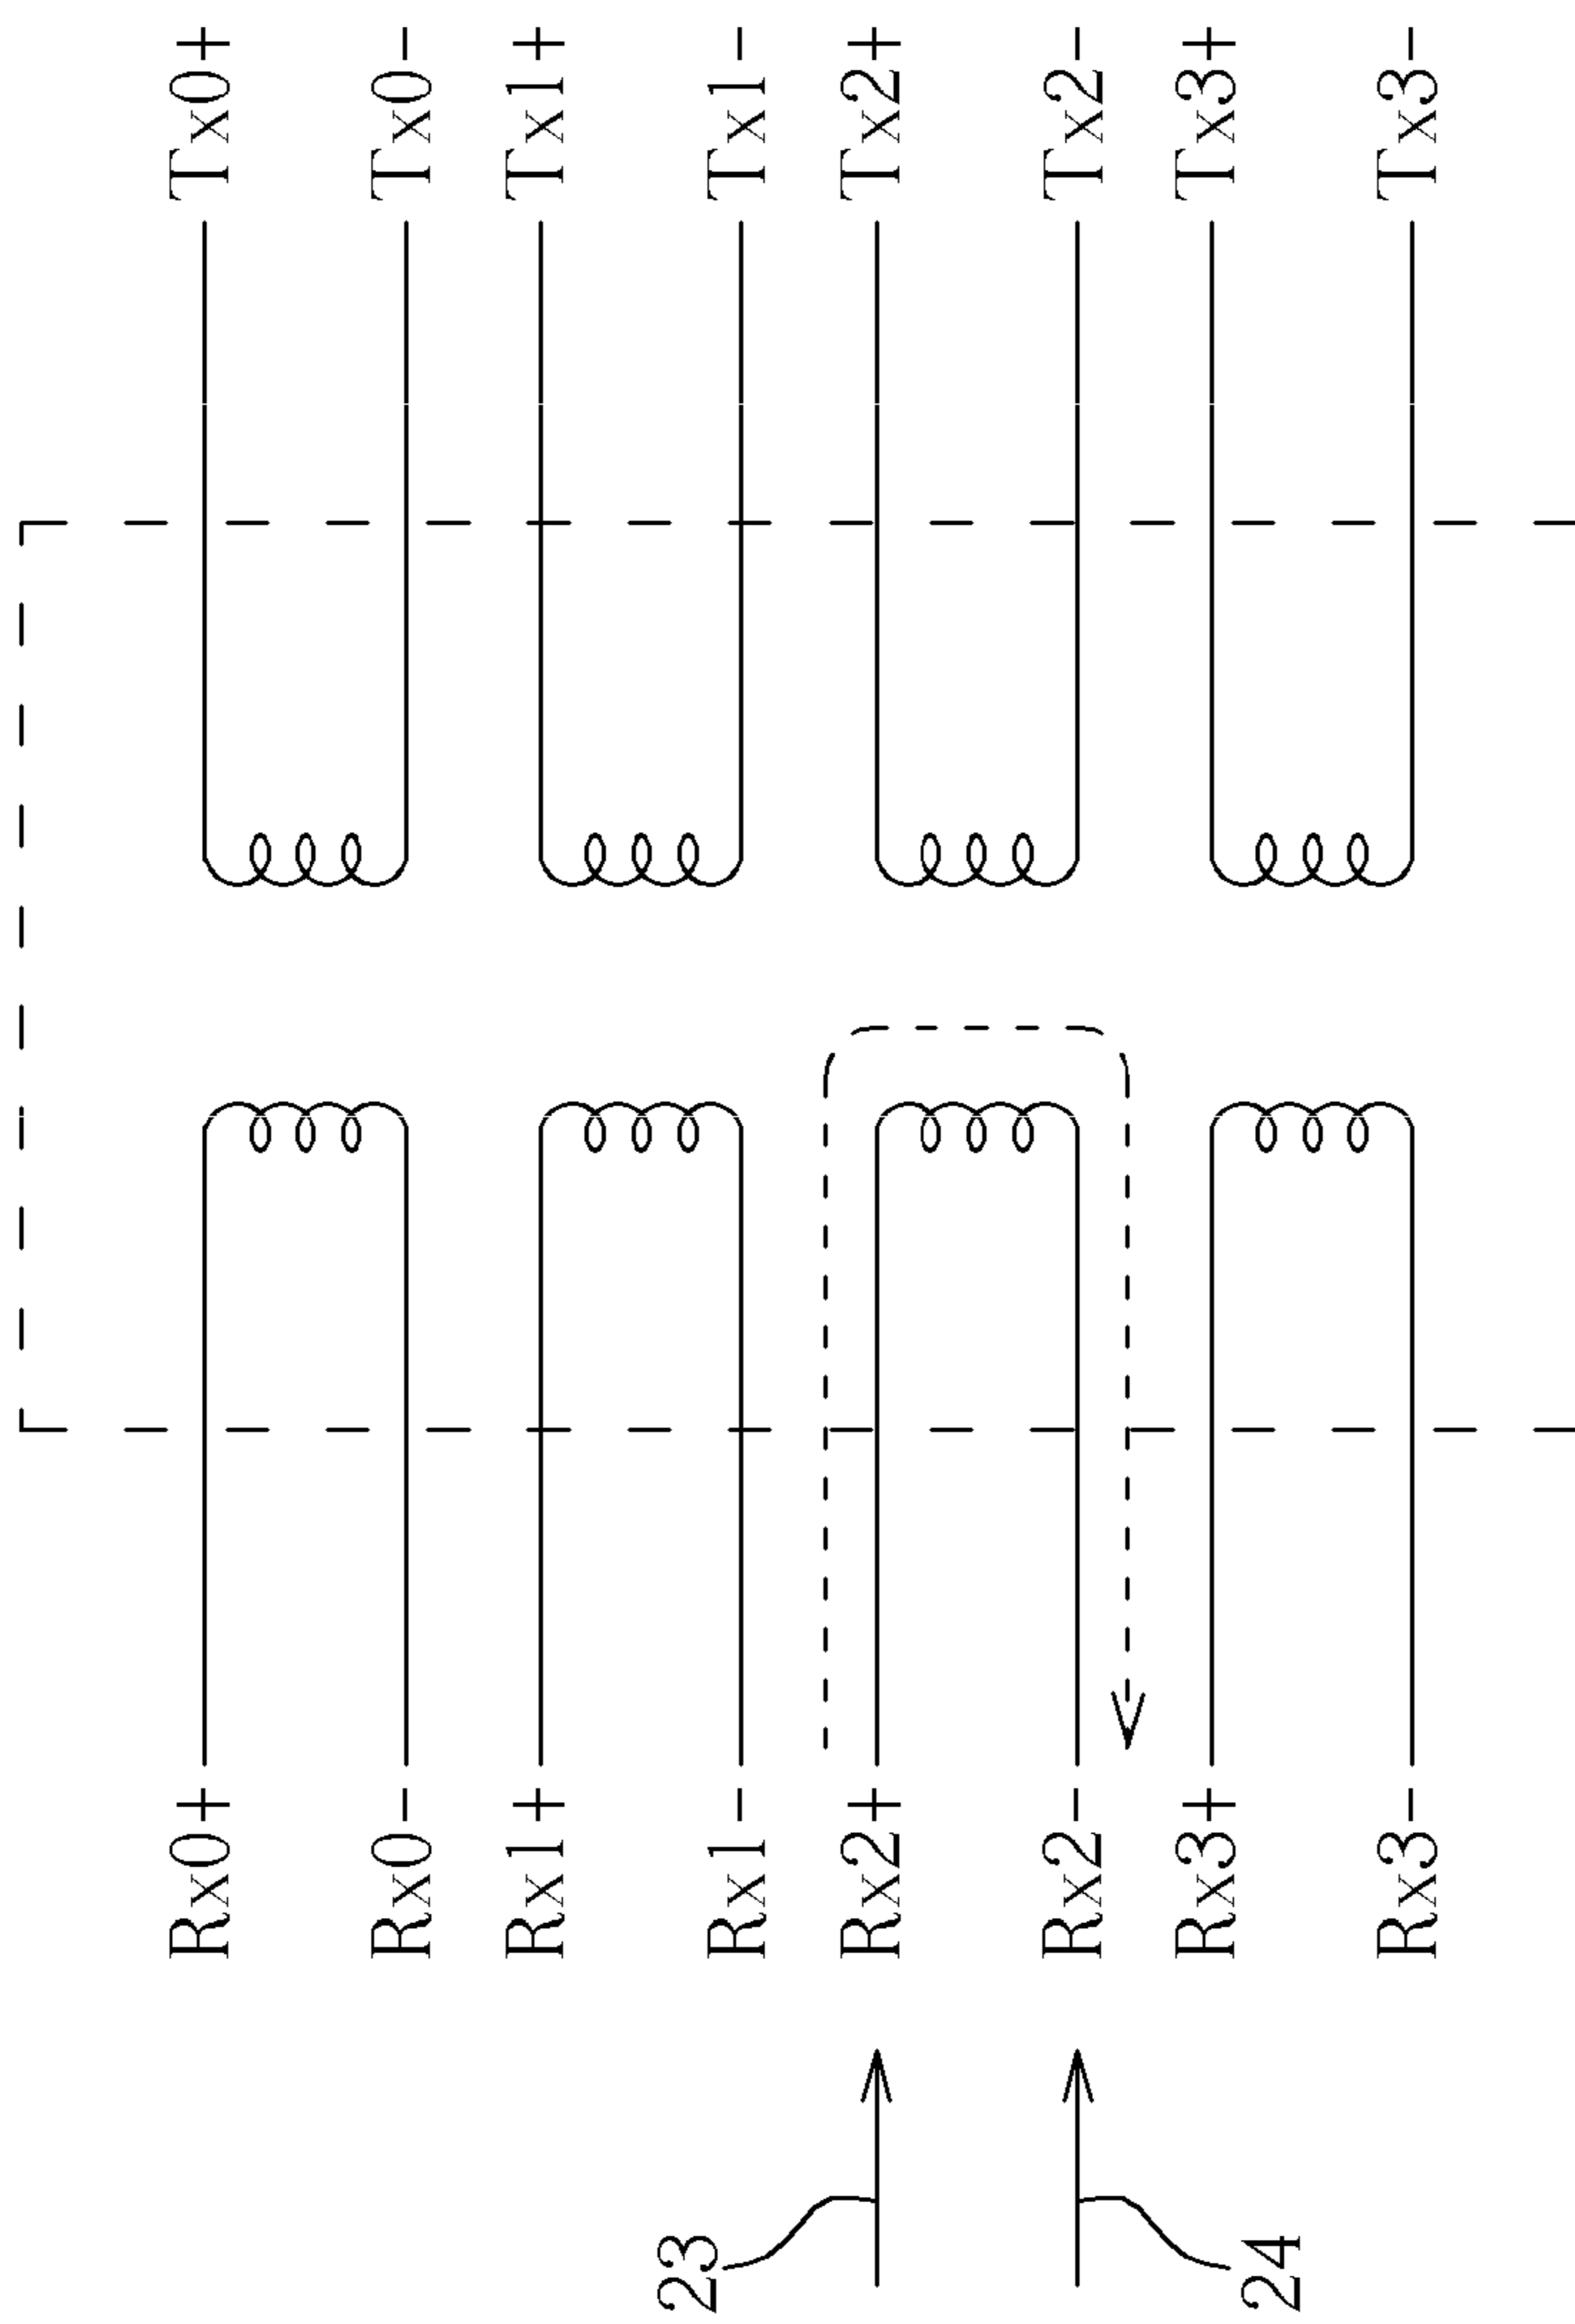 Tx0+
Tx0-
Tx1+
Tx1-
Tx2+
Tx2-
Tx3+
Tx3-
Rx0+
Rx0-
Rx1+
Rx1-
Rx2+
Rx2-
Rx3+
Rx3-
23
24